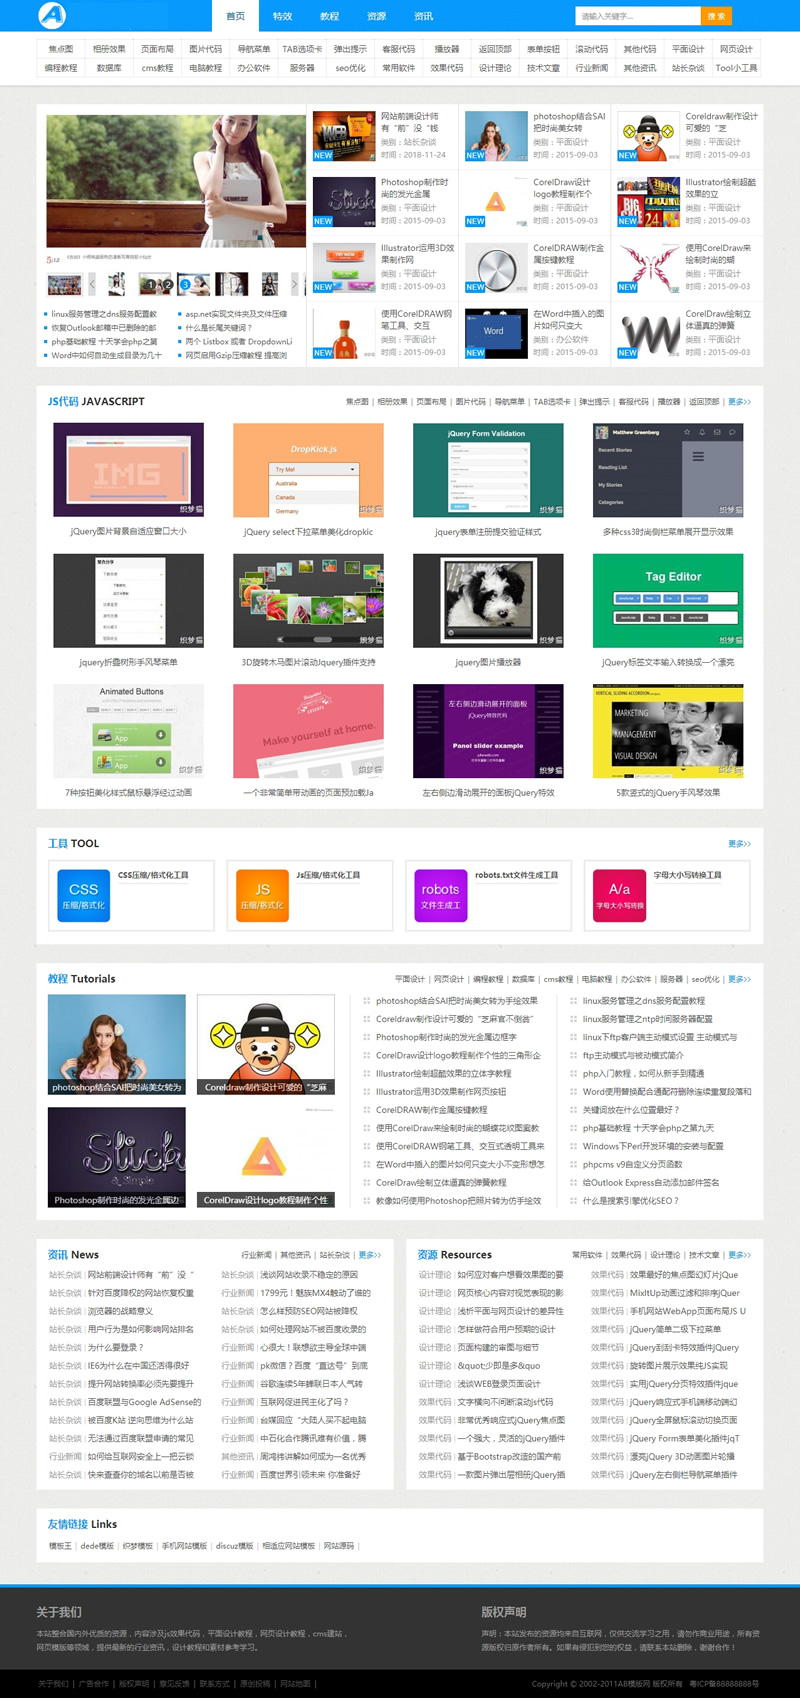 首页 特效 教程 资源 资讯
请输入关键字...
搜 索
焦点图 相册效果 页面布局 图片代码 导航菜单 TAB选项卡 弹出提示 客服代码 播放器 返回顶部 表单按钮 滚动代码 其他代码 平面设计 网页设计
编程教程 数据库 cms教程 电脑教程 办公软件 服务器 seo优化 常用软件 效果代码 设计理论 技术文章 行业新闻 其他资讯 站长杂谈 Tool小工具
网站前端设计师
有“前”没“钱
类别：站长杂谈
时间：2018-11-24
photoshop结合SAI
把时尚美女转
类别：平面设计
时间：2015-09-03
Coreldraw制作设计
可爱的“芝
类别：平面设计
时间：2015-09-03
Photoshop制作时
尚的发光金属
类别：平面设计
时间：2015-09-03
CorelDraw设计
logo教程制作个
类别：平面设计
时间：2015-09-03
Illustrator绘制超酷
效果的立
类别：平面设计
时间：2015-09-03
Illustrator运用3D效
果制作网
类别：平面设计
时间：2015-09-03
CorelDRAW制作金
属按键教程
类别：平面设计
时间：2015-09-03
使用CorelDraw来
绘制时尚的蝴
类别：平面设计
时间：2015-09-03
使用CorelDRAW钢
笔工具、交互
类别：平面设计
时间：2015-09-03
在Word中插入的图
片如何只变大
类别：办公软件
时间：2015-09-03
CorelDraw绘制立
体逼真的弹簧
类别：平面设计
时间：2015-09-03
linux服务管理之dns服务配置教
asp.net实现文件夹及文件压缩
恢复Outlook邮箱中已删除的邮
什么是长尾关键词？
php基础教程 十天学会php之第
两个 Listbox 或者 DropdownLi
Word中如何自动生成目录为几十
网页启用Gzip压缩教程 提高浏
JS代码 JAVASCRIPT
焦点图 | 相册效果 | 页面布局 | 图片代码 | 导航菜单 | TAB选项卡 | 弹出提示 | 客服代码 | 播放器 | 返回顶部 | 更多>>
IMG
DropKick.js
Try Me!
Australia
Canada
Germany
jQuery Form Validation
Matthew Greenberg
Recent Stories
Reading List
My Stories
Categories
jQuery图片背景自适应窗口大小
jQuery select下拉菜单美化dropkic
jquery表单注册提交验证样式
多种css3时尚侧栏菜单展开显示效果
Tag Editor
jquery折叠树形手风琴菜单
3D旋转木马图片滚动Jquery插件支持
jquery图片播放器
jQuery标签文本输入转换成一个漂亮
Animated Buttons
App
App
Make yourself at home.
左右侧边滑动展开的面板
jQuery特效代码
Panel slider example
VERTICAL SLIDING ACCORDION
MARKETING
MANAGEMENT
VISUAL DESIGN
7种按钮美化样式鼠标悬浮经过动画
一个非常简单带动画的页面预加载Ja
左右侧边滑动展开的面板jQuery特效
5款竖式的jQuery手风琴效果
工具 TOOL
更多>>
CSS
压缩/格式化
CSS压缩/格式化工具
JS
压缩/格式化
Js压缩/格式化工具
robots
文件生成工
robots.txt文件生成工具
A/a
字母大小写转换
字母大小写转换工具
教程 Tutorials
平面设计 | 网页设计 | 编程教程 | 数据库 | cms教程 | 电脑教程 | 办公软件 | 服务器 | seo优化 | 更多>>
photoshop结合SAI把时尚美女转为
Coreldraw制作设计可爱的“芝麻
Photoshop制作时尚的发光金属边
CorelDraw设计logo教程制作个性
photoshop结合SAI把时尚美女转为手绘效果
Coreldraw制作设计可爱的“芝麻官不倒翁”
Photoshop制作时尚的发光金属边框字
CorelDraw设计logo教程制作个性的三角形企
Illustrator绘制超酷效果的立体字教程
Illustrator运用3D效果制作网页按钮
CorelDRAW制作金属按键教程
使用CorelDraw来绘制时尚的蝴蝶花纹图案教
使用CorelDRAW钢笔工具、交互式透明工具来
在Word中插入的图片如何只变大小不变形想怎
CorelDraw绘制立体逼真的弹簧教程
教像如何使用Photoshop把照片转为仿手绘效
linux服务管理之dns服务配置教程
linux服务管理之ntp时间服务器配置
linux下ftp客户端主动模式设置 主动模式与
ftp主动模式与被动模式简介
php入门教程，如何从新手到精通
Word使用替换配合通配符删除连续重复段落和
关键词放在什么位置最好？
php基础教程 十天学会php之第九天
Windows下Perl开发环境的安装与配置
phpcms v9自定义分页函数
给Outlook Express自动添加邮件签名
什么是搜索引擎优化SEO？
资讯 News
行业新闻 | 其他资讯 | 站长杂谈 | 更多>>
站长杂谈 | 网站前端设计师有“前”没“
站长杂谈 | 针对百度降权的网站恢复权重
站长杂谈 | 浏览器的战略意义
站长杂谈 | 用户行为是如何影响网站排名
站长杂谈 | 为什么要登录？
站长杂谈 | IE6为什么在中国还活得很好
站长杂谈 | 提升网站转换率必须先要提升
站长杂谈 | 百度联盟与Google AdSense的
站长杂谈 | 被百度K站 逆向思维为什么站
站长杂谈 | 无法通过百度联盟申请的常见
行业新闻 | 如何给互联网安全上一把云锁
站长杂谈 | 快来查查你的域名以前是否被
站长杂谈 | 浅谈网站收录不稳定的原因
行业新闻 | 1799元！魅族MX4触动了谁的
站长杂谈 | 怎么样预防SEO网站被降权
站长杂谈 | 如何处理网站不被百度收录的
行业新闻 | 心很大！联想欲主导全球中端
行业新闻 | pk微信？百度“直达号”到底
行业新闻 | 谷歌连续5年蝉联日本人气转
行业新闻 | 互联网促进民主化了吗？
行业新闻 | 台媒回应“大陆人买不起电脑
行业新闻 | 中石化合作腾讯谁有价值，腾
其他资讯 | 周鸿祎讲解如何成为一名优秀
行业新闻 | 百度世界引领未来 你准备好
资源 Resources
常用软件 | 效果代码 | 设计理论 | 技术文章 | 更多>>
设计理论 | 如何应对客户想看效果图的要
设计理论 | 网页核心内容对视觉表现的影
设计理论 | 浅析平面与网页设计的差异性
设计理论 | 怎样做符合用户预期的设计
设计理论 | 页面构建的审图与细节
设计理论 | &quot;少即是多&quo
设计理论 | 浅谈WEB登录页面设计
效果代码 | 文字横向不间断滚动js代码
效果代码 | 非常优秀响应式jQuery焦点图
效果代码 | 一个强大，灵活的jQuery插件
效果代码 | 基于Bootstrap改造的国产前
效果代码 | 一款图片弹出层相册jQuery插
效果代码 | 效果最好的焦点图幻灯片jQue
效果代码 | MixItUp动画过滤和排序jQuer
效果代码 | 手机网站WebApp页面布局JS U
效果代码 | jQuery简单二级下拉菜单
效果代码 | jQuery刮刮卡特效插件jQuery
效果代码 | 旋转图片展示效果纯JS实现
效果代码 | 实用jQuery分页特效插件jque
效果代码 | jQuery响应式手机端移动端幻
效果代码 | jQuery全屏鼠标滚动切换页面
效果代码 | jQuery Form表单美化插件jqT
效果代码 | 漂亮jQuery 3D动画图片轮播
效果代码 | jQuery左右侧栏导航菜单插件
友情链接 Links
模板王 | dede模板 | 织梦模板 | 手机网站模版 | discuz模板 | 相适应网站模板 | 网站源码 |
关于我们
本站整合国内外优质的资源，内容涉及js效果代码，平面设计教程，网页设计教程，cms建站，
网页模版等领域，提供最新的行业资讯，设计教程和素材参考学习。
版权声明
声明：本站发布的资源均来自互联网，仅供交流学习之用，请勿作商业用途，所有资
源版权归原作者所有。如果有侵犯到您的权益，请联系本站删除，谢谢合作！
关于我们 | 广告合作 | 版权声明 | 意见反馈 | 联系方式 | 原创投稿 | 网站地图 |
Copyright © 2002-2011AB模版网 版权所有 粤ICP备88888888号